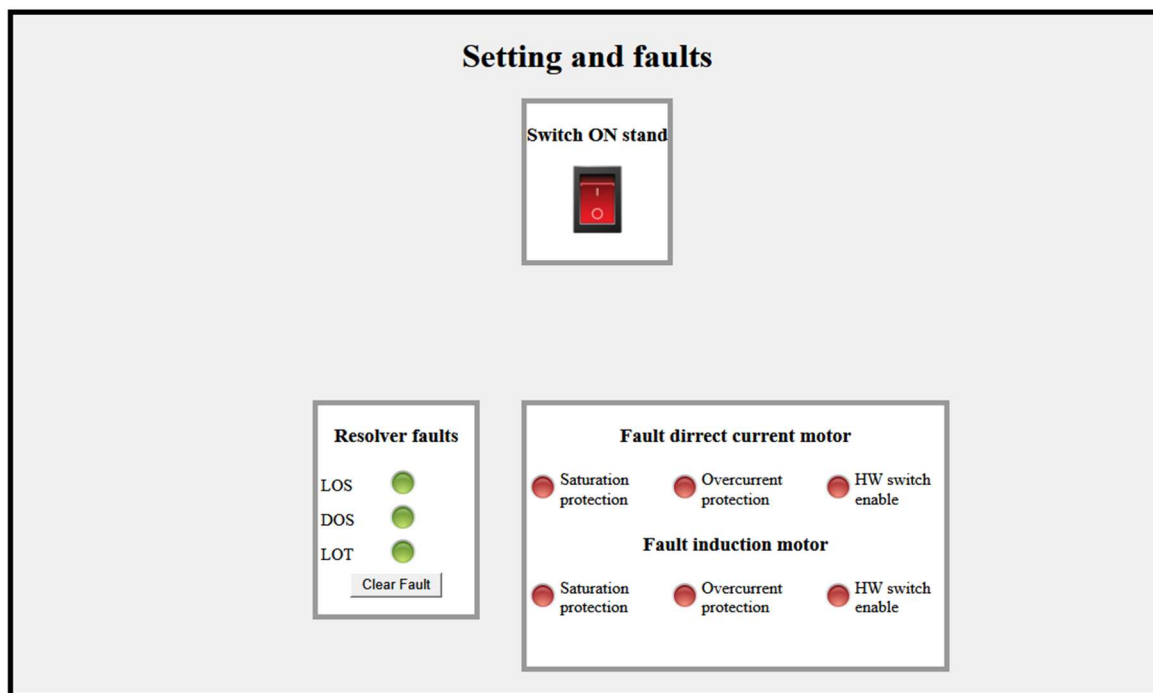 Setting and faults
Switch ON stand
Resolver faults
LOS
DOS
LOT
Clear Fault
Fault dirrect current motor
Saturation
protection
Overcurrent
protection
HW switch
enable
Fault induction motor
Saturation
protection
Overcurrent
protection
HW switch
enable